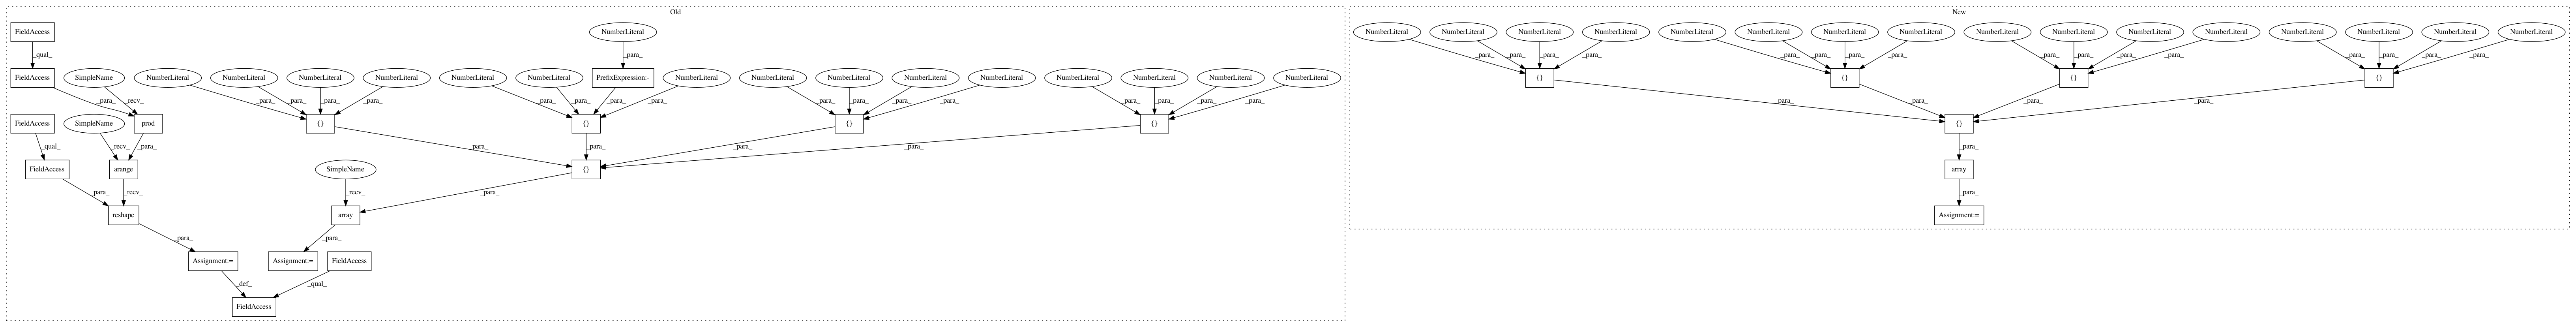 Old New
FieldAccess NumberLiteral NumberLiteral NumberLiteral NumberLiteral NumberLiteral NumberLiteral NumberLiteral NumberLiteral NumberLiteral NumberLiteral NumberLiteral NumberLiteral NumberLiteral NumberLiteral NumberLiteral NumberLiteral NumberLiteral
_qual_ _para_ _para_ _para_ _para_ _para_ _para_ _para_ _para_ _para_ _para_ _para_ _para_ _para_ _para_ _para_ _para_ _para_
FieldAccess SimpleName NumberLiteral NumberLiteral NumberLiteral NumberLiteral NumberLiteral NumberLiteral PrefixExpression:- NumberLiteral NumberLiteral NumberLiteral NumberLiteral NumberLiteral NumberLiteral NumberLiteral NumberLiteral NumberLiteral {} {} {} {}
_para_ _recv_ _para_ _para_ _para_ _para_ _para_ _para_ _para_ _para_ _para_ _para_ _para_ _para_ _para_ _para_ _para_ _para_ _para_ _para_ _para_ _para_
FieldAccess SimpleName prod {} {} {} {} {}
_qual_ _recv_ _para_ _para_ _para_ _para_ _para_ _para_
FieldAccess arange SimpleName {} array
_para_ _recv_ _recv_ _para_ _para_
reshape array Assignment:=
_para_ _para_
Assignment:= Assignment:= FieldAccess
_def_ _qual_
FieldAccess